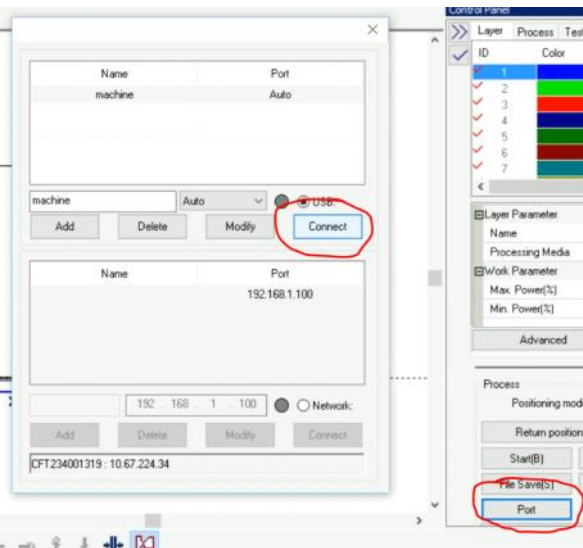 Control Panel
Name Port
machine Auto
machine Auto USB:
Add Delete Modify Connect
Name Port
192.168.1.100
192 . 168 . 1 . 100 Network:
Add Delete Modify Connect
CFT234001319 : 10.67.224.34
Layer Process Test
ID Color
1
2
3
4
5
6
7
Layer Parameter
Name
Processing Media
Work Parameter
Max. Power(%)
Min. Power(%)
Advanced
Process
Positioning mod
Return position
Start(B)
File Save(S)
Port